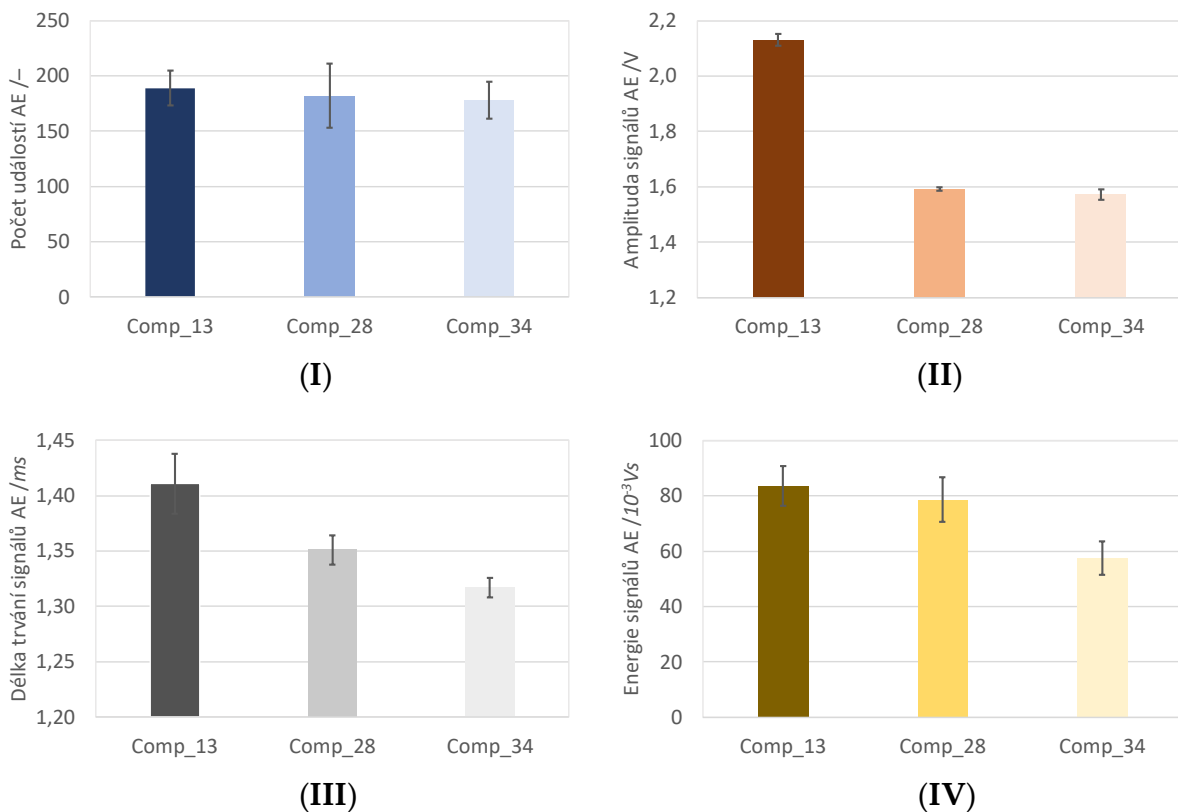 Počet událostí AE /–
250
200
150
100
50
0
Comp_13 Comp_28 Comp_34
(I)
Amplituda signálů AE /V
2,2
2,0
1,8
1,6
1,4
1,2
Comp_13 Comp_28 Comp_34
(II)
Délka trvání signálů AE /ms
1,45
1,40
1,35
1,30
1,25
1,20
Comp_13 Comp_28 Comp_34
(III)
Energie signálů AE /10⁻³Vs
100
80
60
40
20
0
Comp_13 Comp_28 Comp_34
(IV)